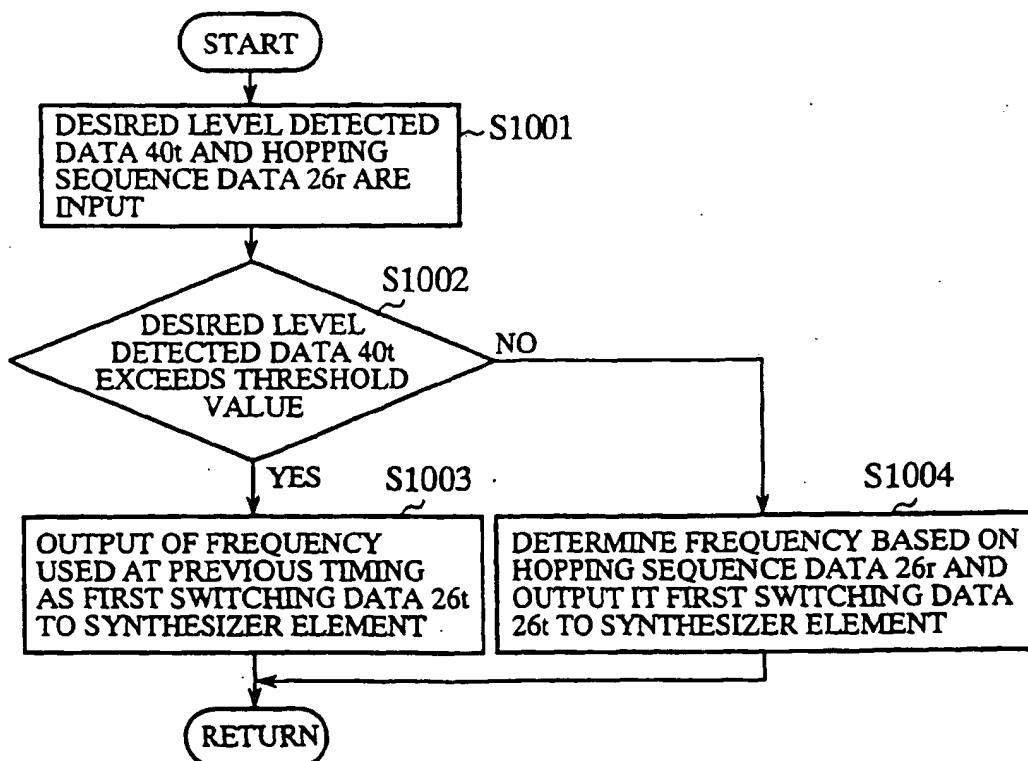 START
DESIRED LEVEL DETECTED
DATA 40t AND HOPPING
SEQUENCE DATA 26r ARE
INPUT
S1001
S1002
DESIRED LEVEL
DETECTED DATA 40t
EXCEEDS THRESHOLD
VALUE
NO
YES
S1003
OUTPUT OF FREQUENCY
USED AT PREVIOUS TIMING
AS FIRST SWITCHING DATA 26t
TO SYNTHESIZER ELEMENT
S1004
DETERMINE FREQUENCY BASED ON
HOPPING SEQUENCE DATA 26r AND
OUTPUT IT FIRST SWITCHING DATA
26t TO SYNTHESIZER ELEMENT
RETURN